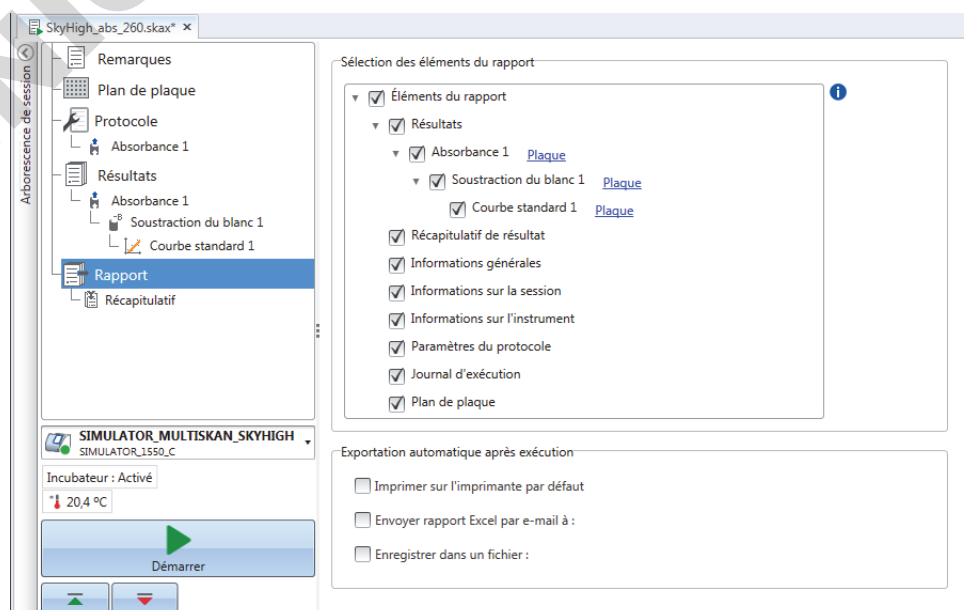 SkyHigh_abs_260.skax* ×
Arborescence de session
Remarques
Plan de plaque
Protocole
Absorbance 1
Résultats
Absorbance 1
Soustraction du blanc 1
Courbe standard 1
Rapport
Récapitulatif
SIMULATOR_MULTISKAN_SKYHIGH
SIMULATOR_1550_C
Incubateur : Activé
20,4 ºC
Démarrer
Sélection des éléments du rapport
Éléments du rapport
Résultats
Absorbance 1 Plaque
Soustraction du blanc 1 Plaque
Courbe standard 1 Plaque
Récapitulatif de résultat
Informations générales
Informations sur la session
Informations sur l'instrument
Paramètres du protocole
Journal d'exécution
Plan de plaque
Exportation automatique après exécution
Imprimer sur l'imprimante par défaut
Envoyer rapport Excel par e-mail à :
Enregistrer dans un fichier :